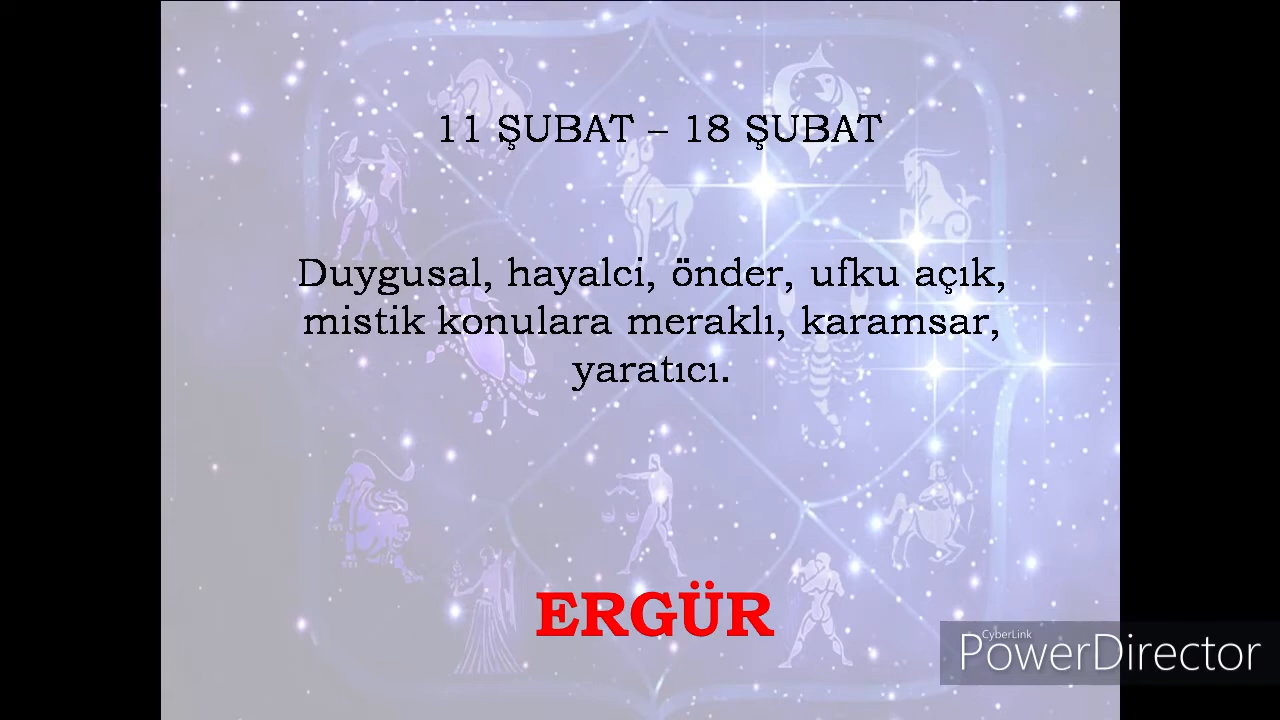 11 ŞUBAT – 18 ŞUBAT
Duygusal, hayalci, önder, ufku açık,
mistik konulara meraklı, karamsar,
yaratıcı.
ERGÜR
CyberLink
PowerDirector